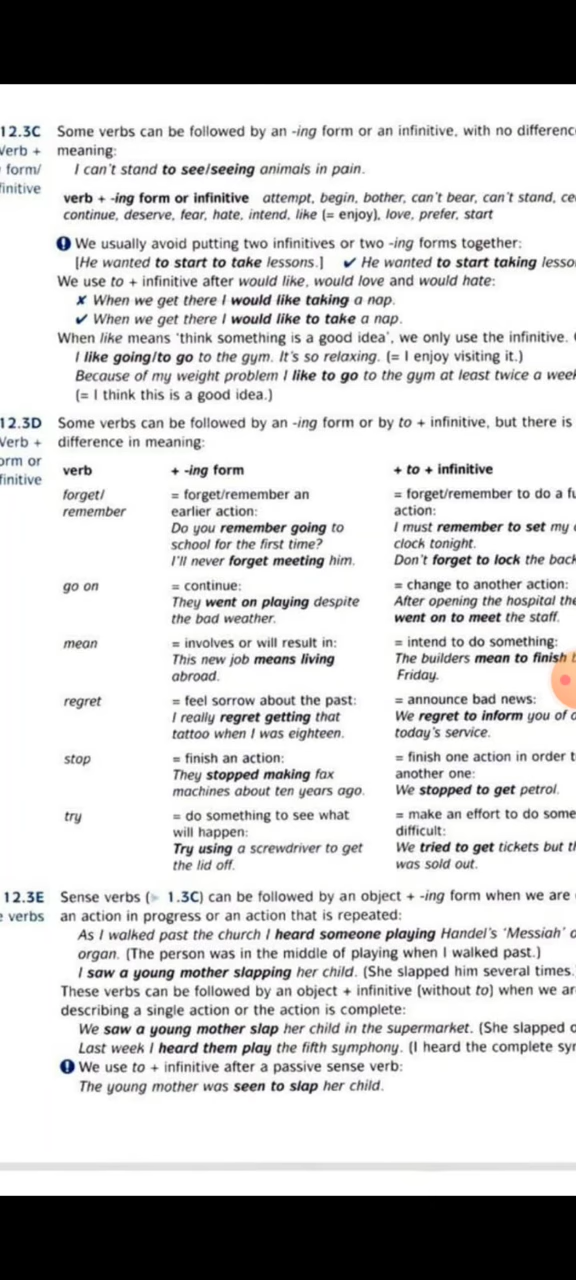 12.3C Some verbs can be followed by an -ing form or an infinitive, with no
Verb + meaning:
form/ I can't stand to see/seeing animals in pain.
verb + -ing form or infinitive attempt, begin, bother, can't bear, can't stand,
continue, deserve, fear, hate, intend, like (= enjoy), love, prefer, start
We usually avoid putting two infinitives or two -ing forms together:
[He wanted to start to take lessons.] ✔ He wanted to start taking
We use to + infinitive after would like, would love and would hate:
✗ When we get there I would like taking a nap.
✔ When we get there I would like to take a nap.
When like means 'think something is a good idea', we only use the infinitive.
I like going/to go to the gym. It's so relaxing. (= I enjoy visiting it.)
Because of my weight problem I like to go to the gym at least twice a
(= I think this is a good idea.)
12.3D Some verbs can be followed by an -ing form or by to + infinitive, but there is
Verb + difference in meaning:
or
verb + -ing form + to + infinitive
forget/ = forget/remember an = forget/remember to do a
remember earlier action: action:
Do you remember going to I must remember to set my
school for the first time? clock tonight.
I'll never forget meeting him. Don't forget to lock the
go on = continue: = change to another action:
They went on playing despite After opening the hospital
the bad weather. went on to meet the staff.
mean = involves or will result in: = intend to do something:
This new job means living The builders mean to finish
abroad. Friday.
regret = feel sorrow about the past: = announce bad news:
I really regret getting that We regret to inform you of
tattoo when I was eighteen. today's service.
stop = finish an action: = finish one action in order
They stopped making fax another one:
machines about ten years ago. We stopped to get petrol.
try = do something to see what = make an effort to do
will happen: difficult:
Try using a screwdriver to get We tried to get tickets but
the lid off. was sold out.
12.3E Sense verbs (▶ 1.3C) can be followed by an object + -ing form when we are
verbs an action in progress or an action that is repeated:
As I walked past the church I heard someone playing Handel's 'Messiah'
organ. (The person was in the middle of playing when I walked past.)
I saw a young mother slapping her child. (She slapped him several times.
These verbs can be followed by an object + infinitive (without to) when we
describing a single action or the action is complete:
We saw a young mother slap her child in the supermarket. (She slapped
Last week I heard them play the fifth symphony. (I heard the complete
We use to + infinitive after a passive sense verb:
The young mother was seen to slap her child.